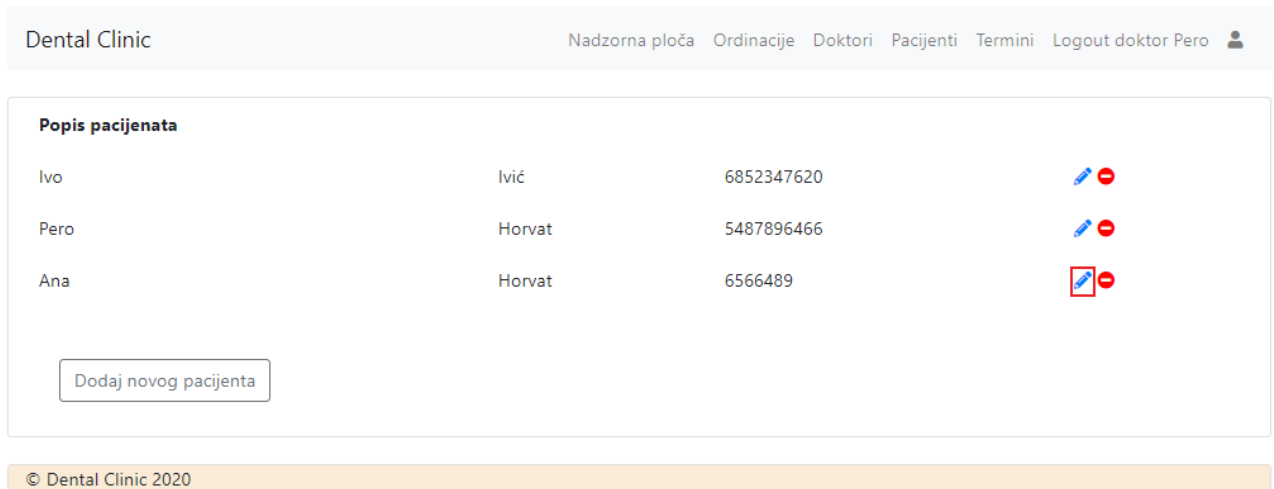 Dental Clinic Nadzorna ploča Ordinacije Doktori Pacijenti Termini Logout doktor Pero
Popis pacijenata
Ivo Ivić 6852347620
Pero Horvat 5487896466
Ana Horvat 6566489
Dodaj novog pacijenta
© Dental Clinic 2020